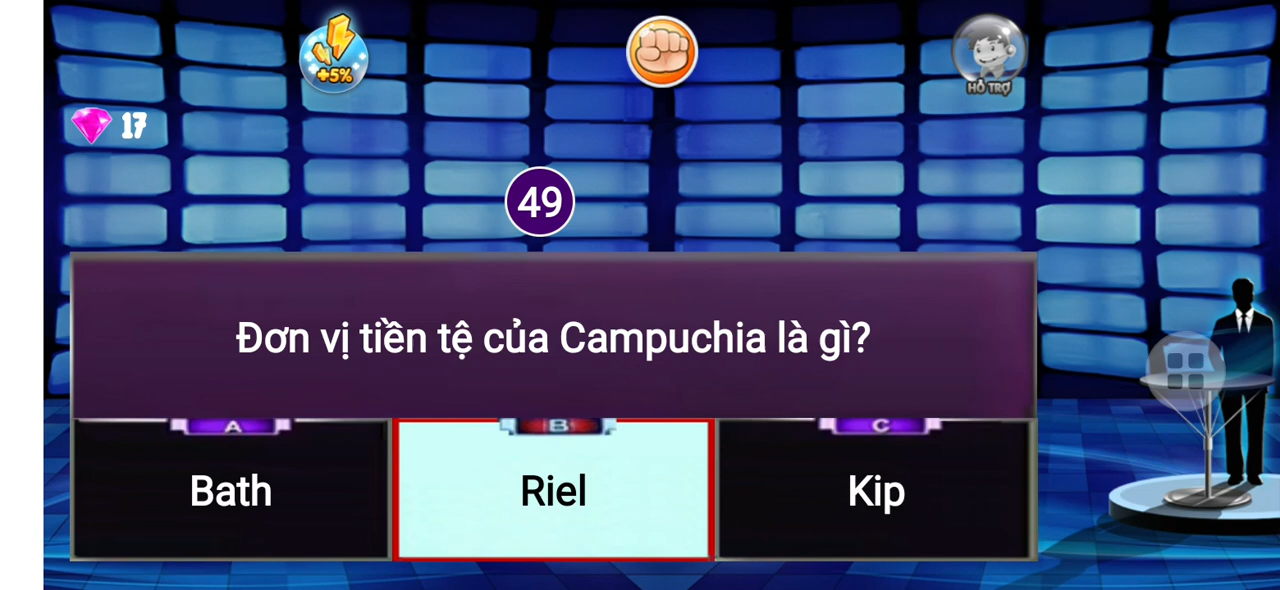 +5%
HỖ TRỢ
17
49
Đơn vị tiền tệ của Campuchia là gì?
A
B
C
Bath
Riel
Kip